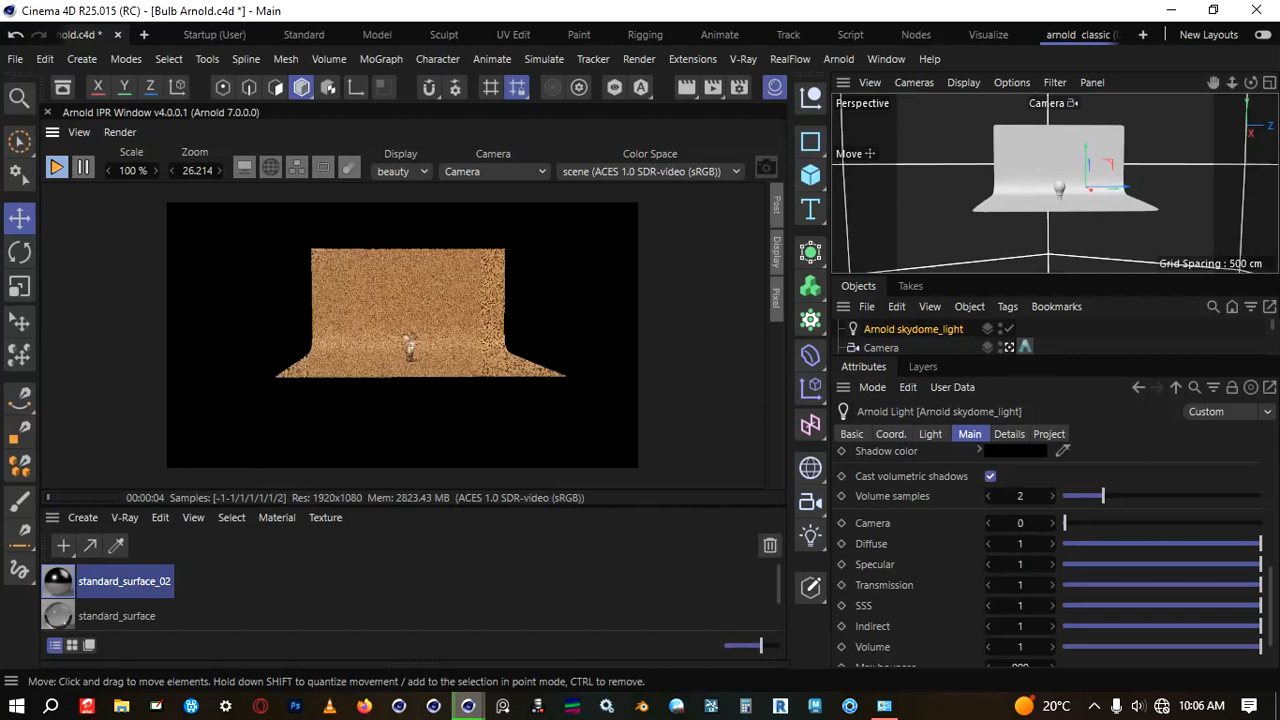 Cinema 4D R25.015 (RC) - [Bulb Arnold.c4d *] - Main
old.c4d * Startup (User) Standard Model Sculpt UV Edit Paint Rigging Animate Tracker Script Nodes Visualize arnold_classic (U New Layouts
File Edit Create Modes Select Tools Spline Mesh Volume MoGraph Character Animate Simulate Tracker Render Extensions V-Ray RealFlow Arnold Window Help
Arnold IPR Window v4.0.0.1 (Arnold 7.0.0.0)
View Render
Scale Zoom Display Camera Color Space
100 % 26.214 beauty Camera scene (ACES 1.0 SDR-video (sRGB))
Post
Display
Pixel
00:00:04 Samples: [-1-/1/1/1/1/1/2] Res: 1920x1080 Mem: 2823.43 MB (ACES 1.0 SDR-video (sRGB))
Create V-Ray Edit View Select Material Texture
standard_surface_02
standard_surface
View Cameras Display Options Filter Panel
Perspective Camera
Move
Y
Z
X
Grid Spacing : 500 cm
Objects Takes
File Edit View Object Tags Bookmarks
Arnold skydome_light
Camera
Attributes Layers
Mode Edit User Data
Arnold Light [Arnold skydome_light] Custom
Basic Coord. Light Main Details Project
Shadow color
Cast volumetric shadows
Volume samples 2
Camera 0
Diffuse 1
Specular 1
Transmission 1
SSS 1
Indirect 1
Volume 1
Max bounces 999
Move: Click and drag to move elements. Hold down SHIFT to quantize movement / add to the selection in point mode, CTRL to remove.
20°C 10:06 AM